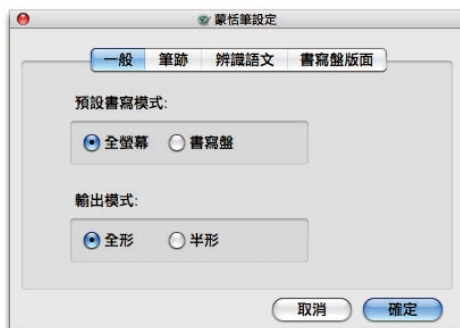 蒙恬筆設定
一般 筆跡 辨識語文 書寫盤版面
預設書寫模式:
全螢幕 書寫盤
輸出模式:
全形 半形
取消 確定